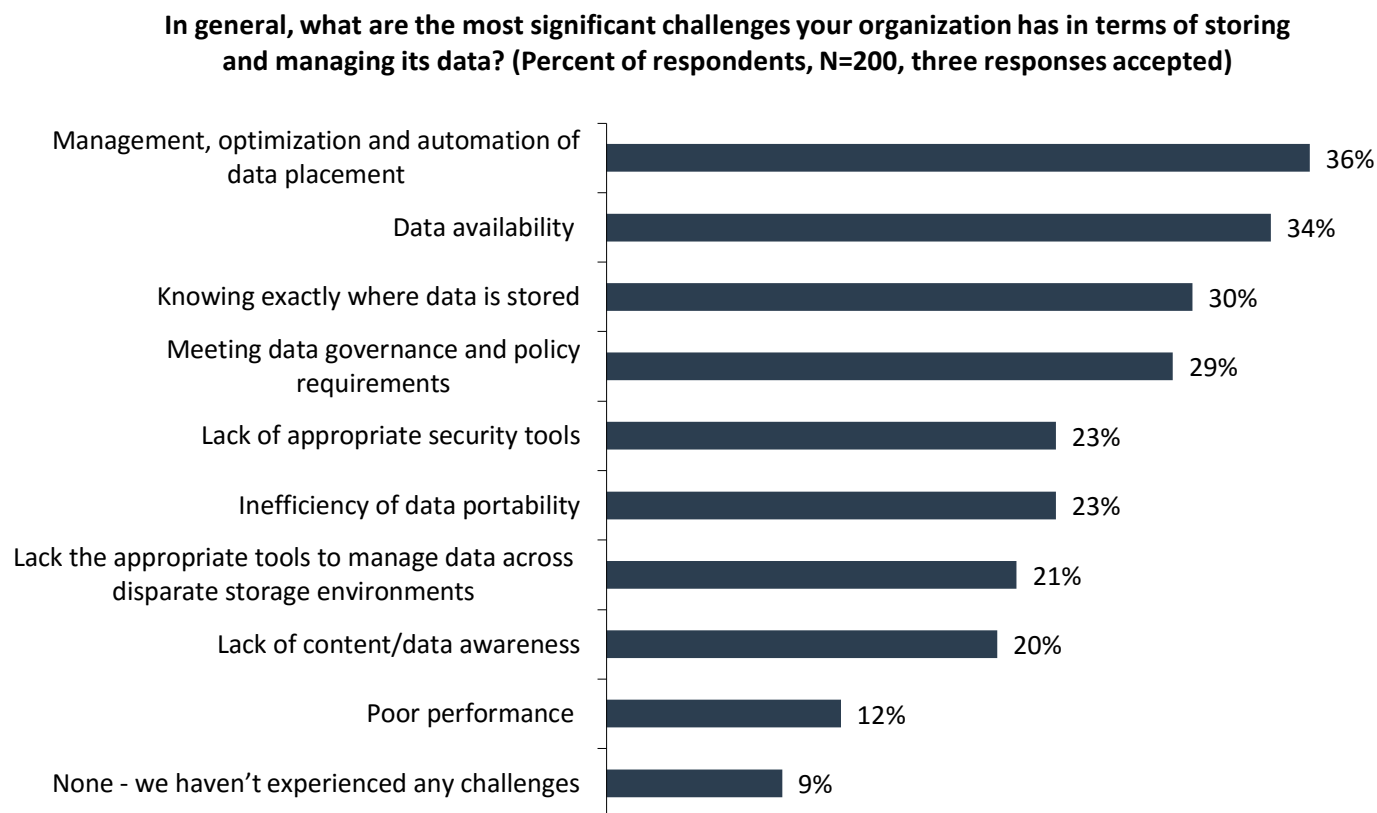 In general, what are the most significant challenges your organization has in terms of storing
and managing its data? (Percent of respondents, N=200, three responses accepted)
Management, optimization and automation of
data placement
36%
Data availability
34%
Knowing exactly where data is stored
30%
Meeting data governance and policy
requirements
29%
Lack of appropriate security tools
23%
Inefficiency of data portability
23%
Lack the appropriate tools to manage data across
disparate storage environments
21%
Lack of content/data awareness
20%
Poor performance
12%
None - we haven’t experienced any challenges
9%